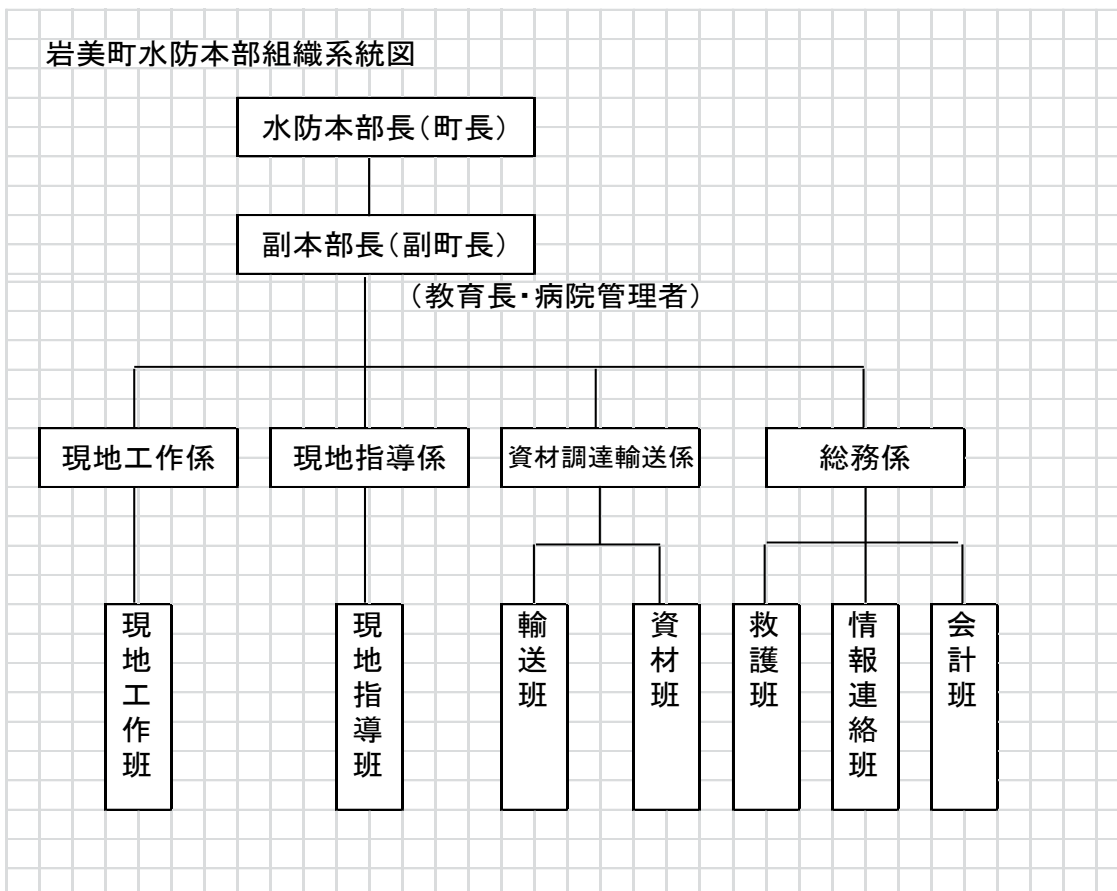 岩美町水防本部組織系統図
水防本部長(町長)
副本部長(副町長)
(教育長・病院管理者)
現地工作係
現地指導係
資材調達輸送係
総務係
現地工作班
現地指導班
輸送班
資材班
救護班
情報連絡班
会計班